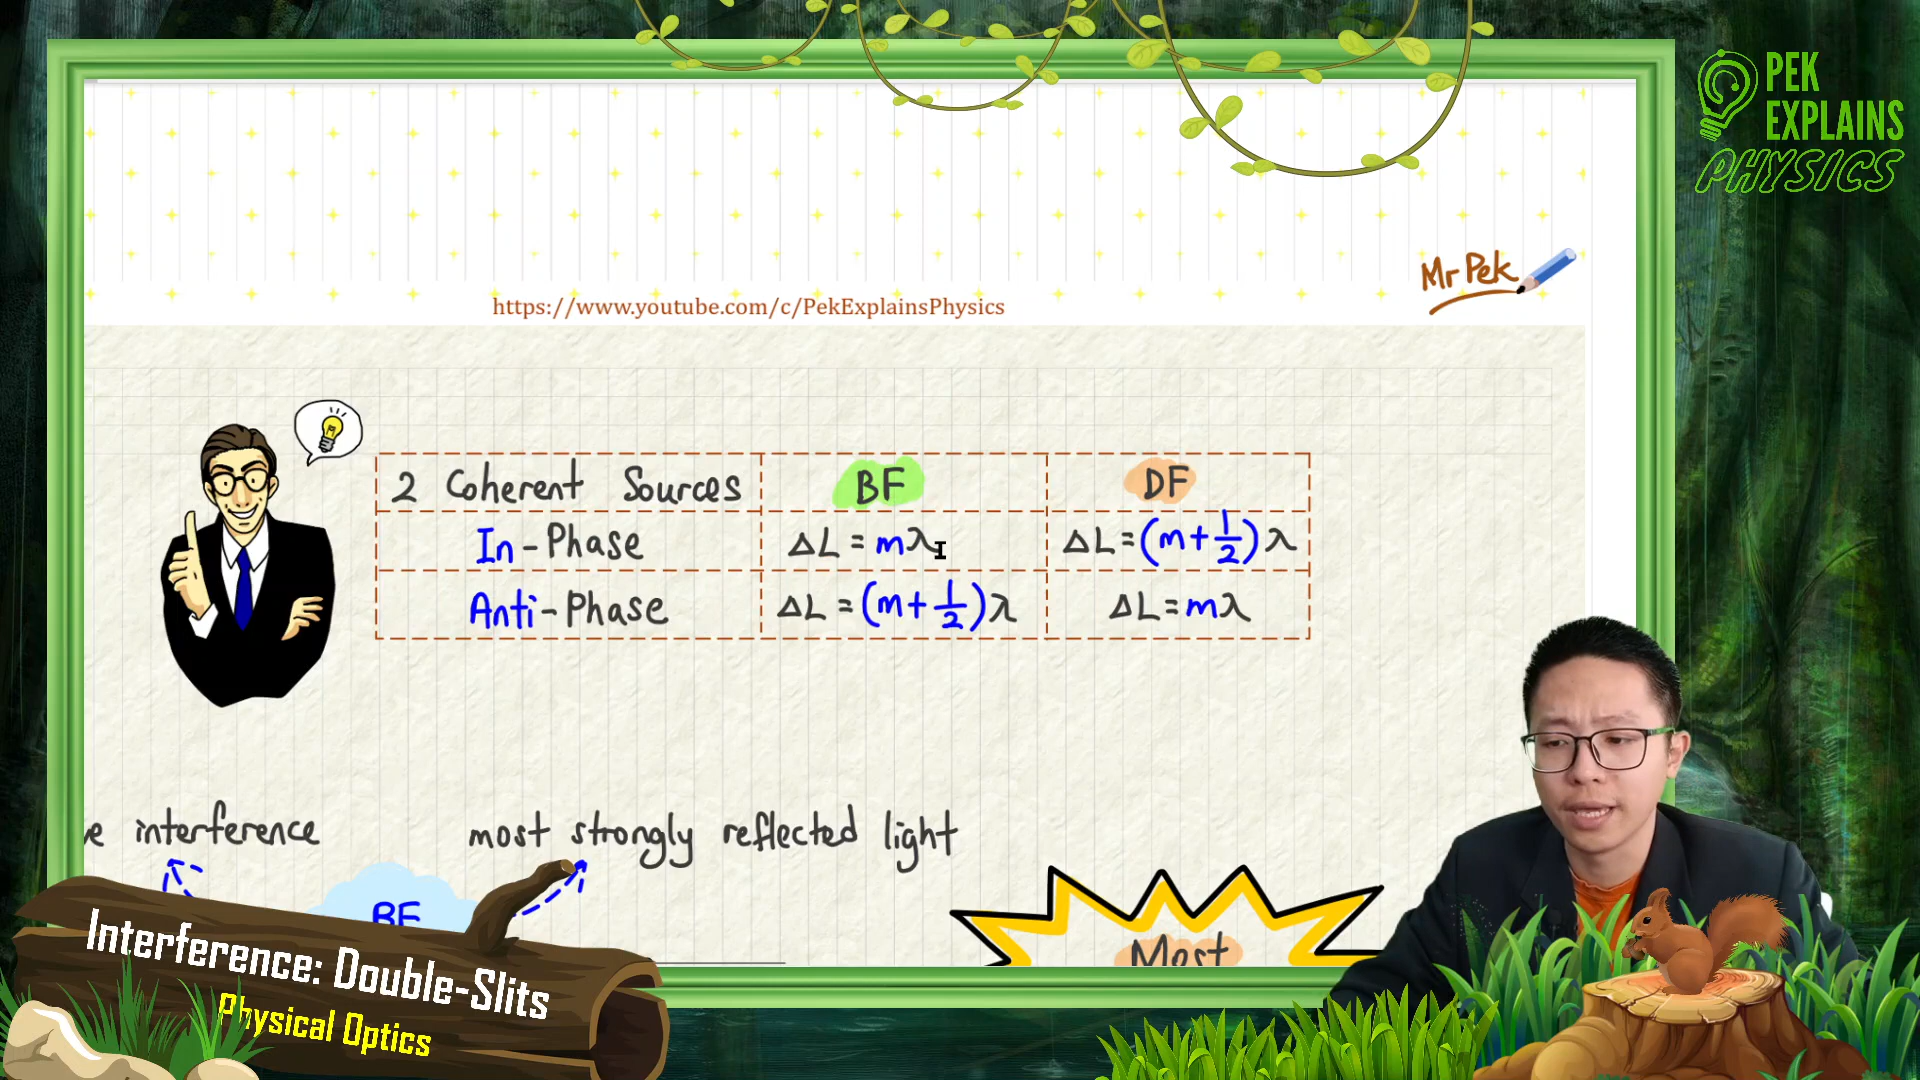 PEK
EXPLAINS
PHYSICS
Mr Pek
https://www.youtube.com/c/PekExplainsPhysics
2 Coherent Sources BF DF
In-Phase ΔL = mλ ΔL = (m + 1/2) λ
Anti-Phase ΔL = (m + 1/2) λ ΔL = mλ
interference most strongly reflected light
BF
Most
Interference: Double-Slits
Physical Optics